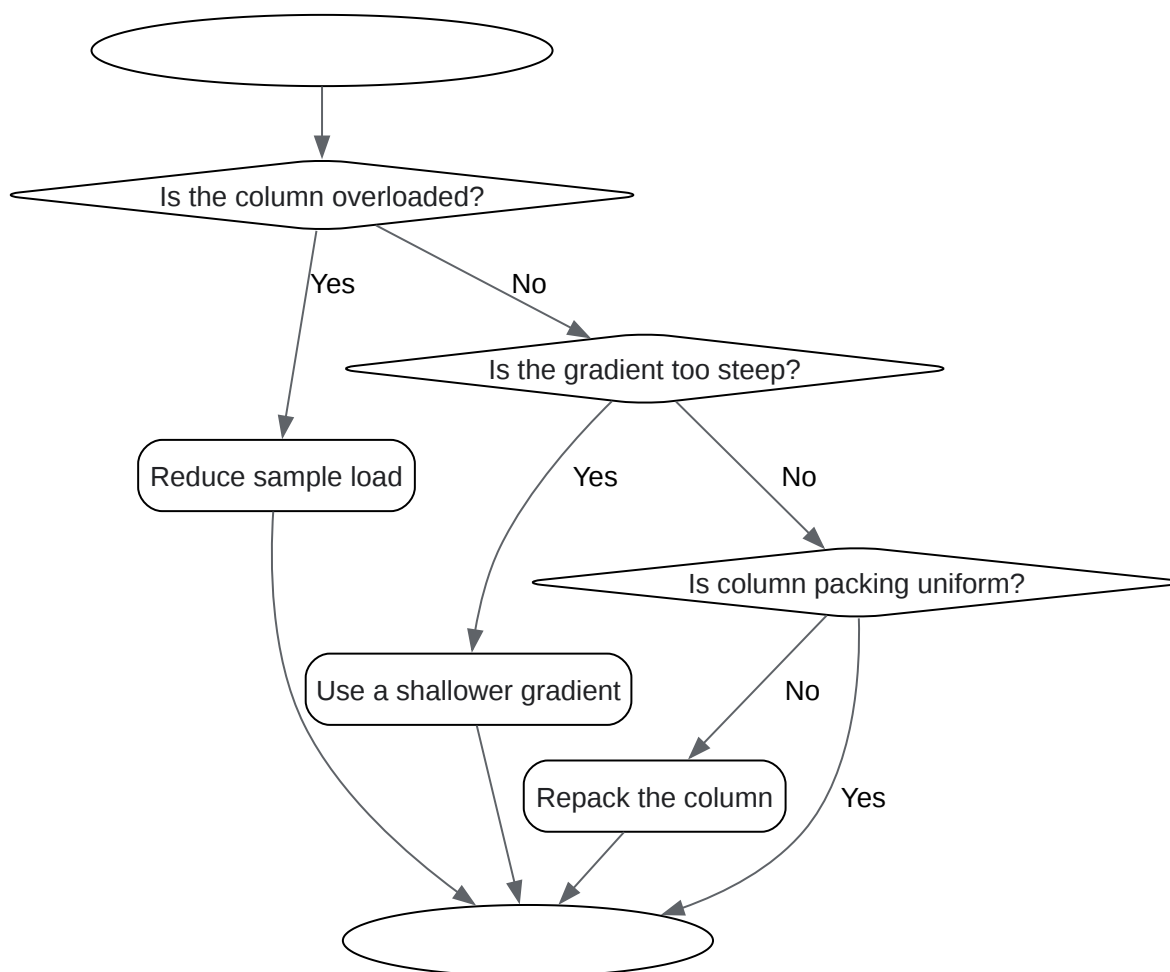 Is the column overloaded?
Yes
No
Is the gradient too steep?
Reduce sample load
Yes
No
Is column packing uniform?
Use a shallower gradient
No
Repack the column
Yes